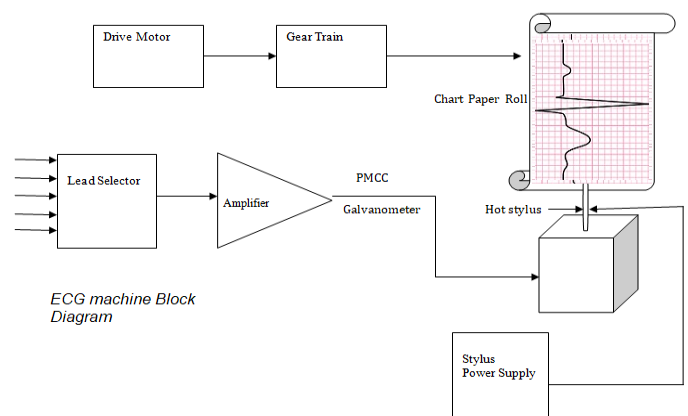 Drive Motor
Gear Train
Chart Paper Roll
Lead Selector
Amplifier
PMCC
Galvanometer
Hot stylus
ECG machine Block
Diagram
Stylus
Power Supply